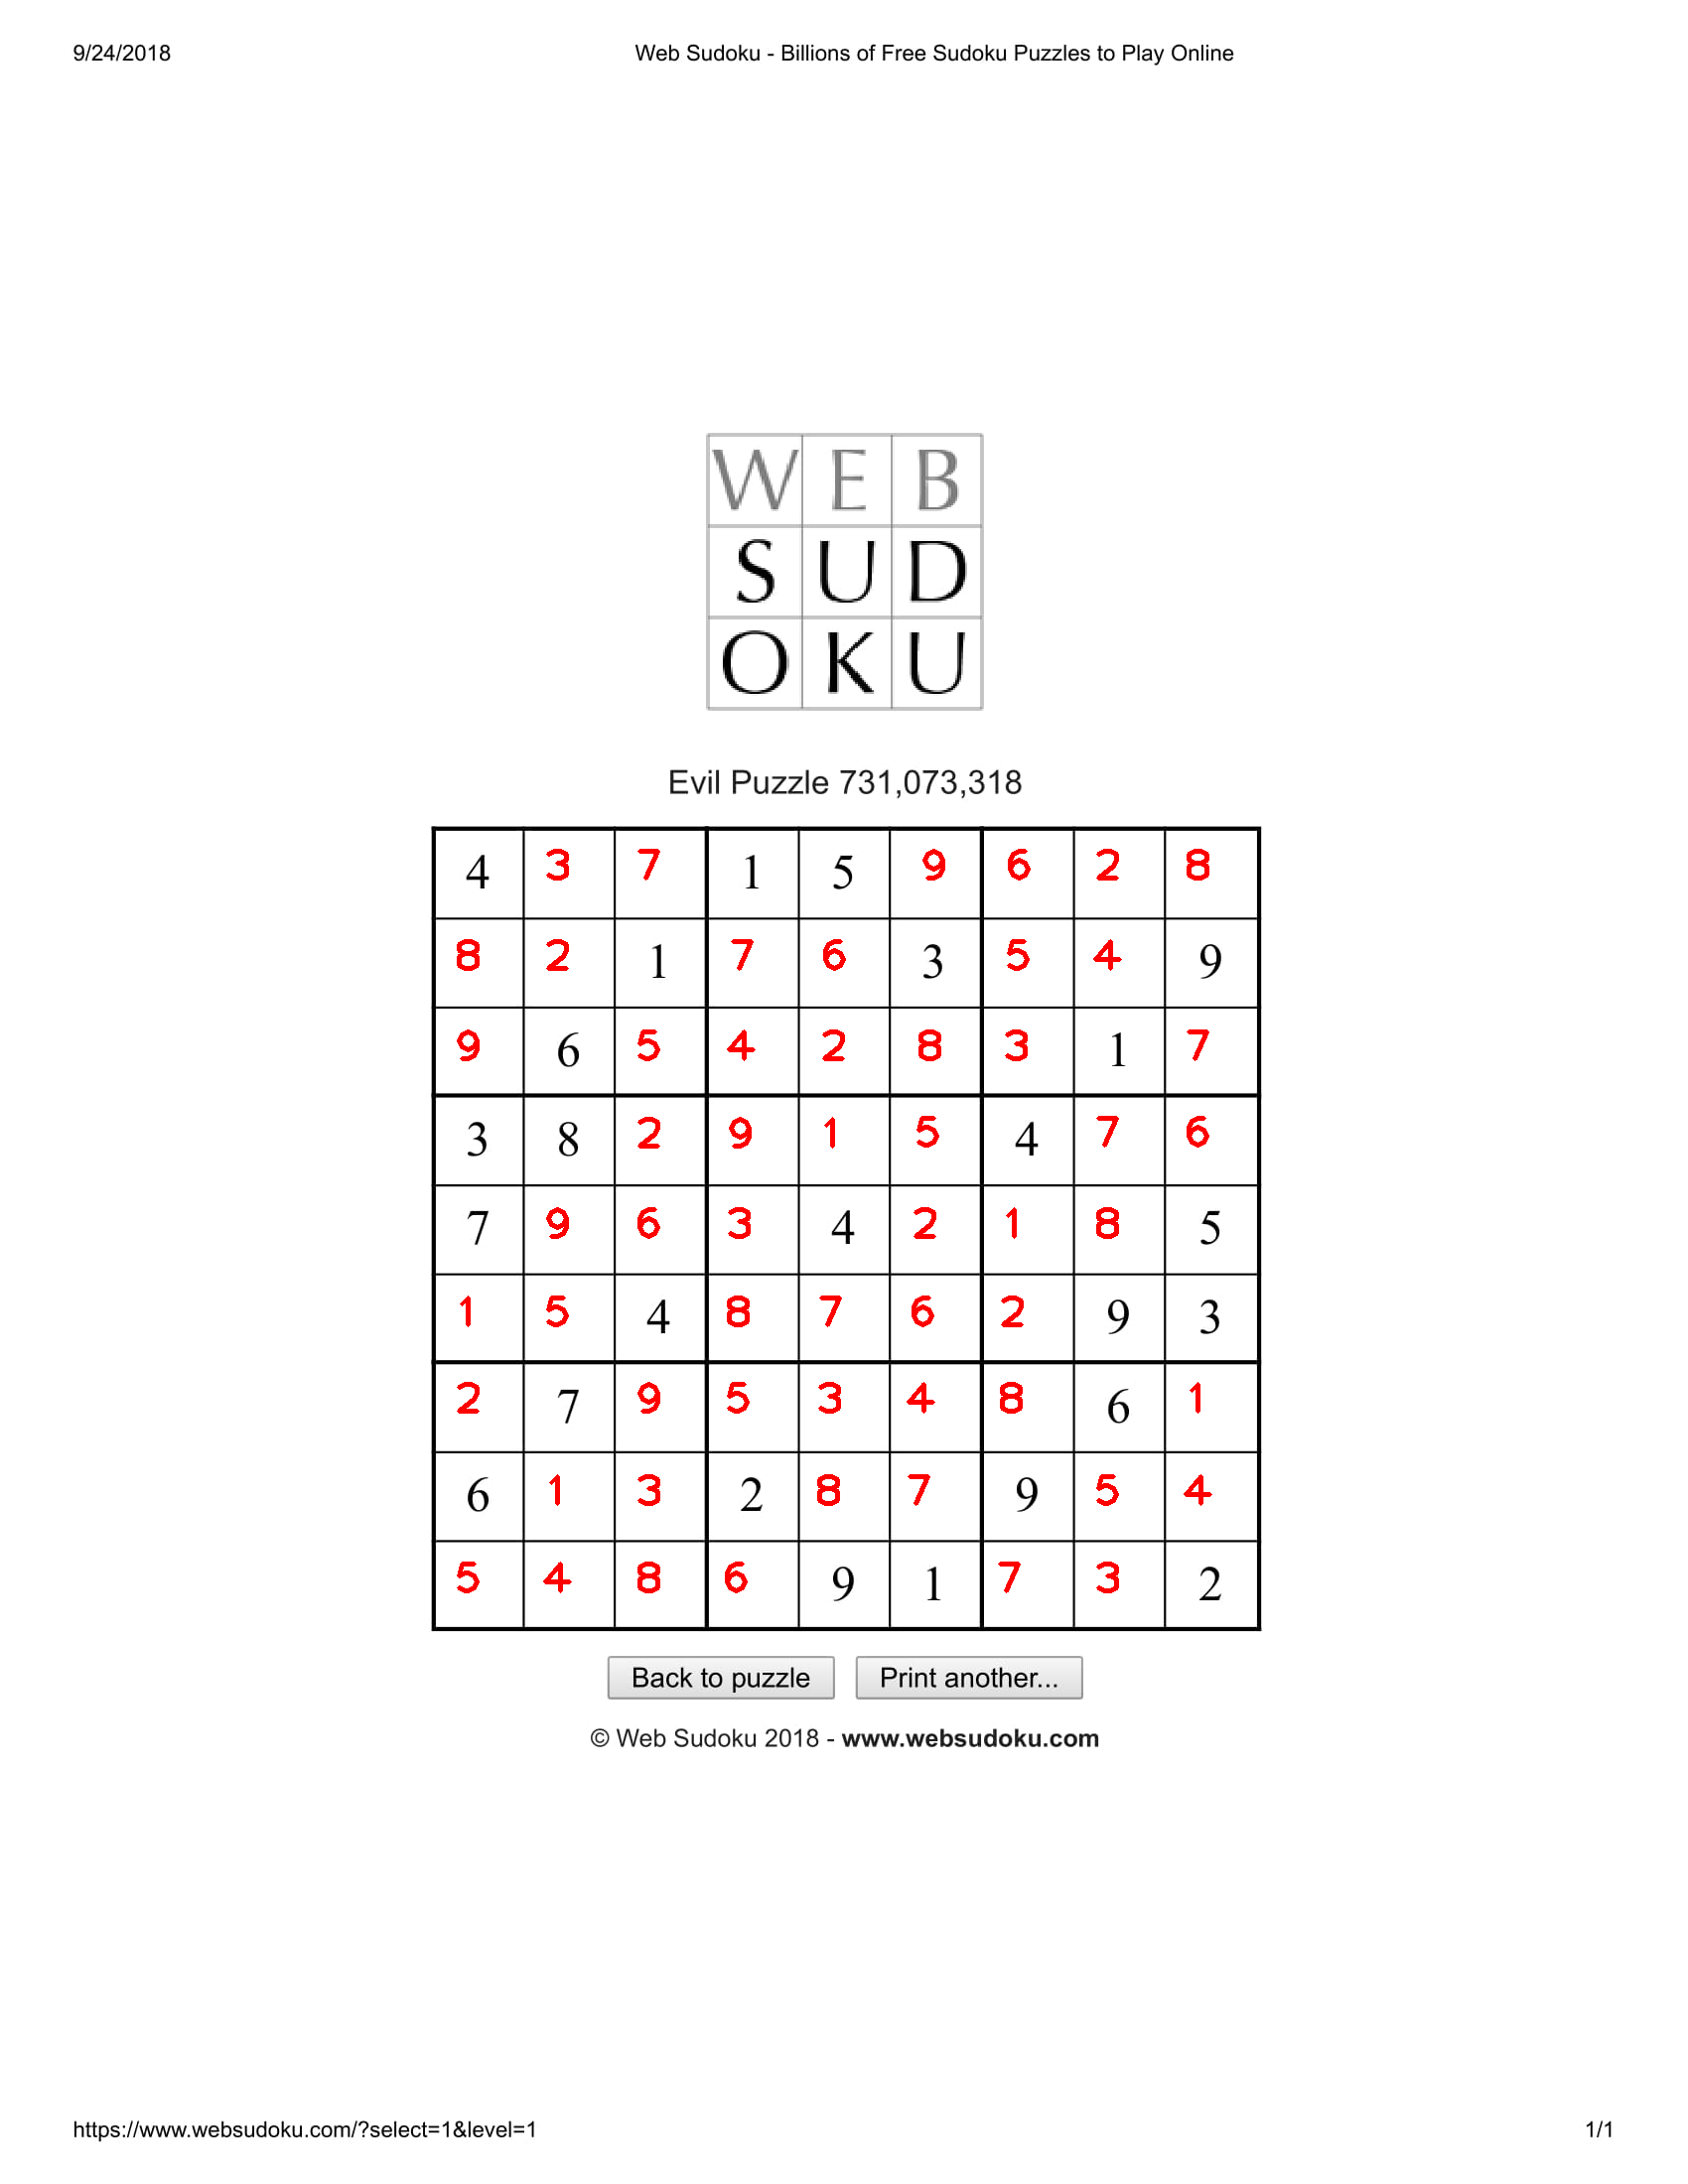 9/24/2018 Web Sudoku - Billions of Free Sudoku Puzzles to Play Online
W E B
S U D
O K U
Evil Puzzle 731,073,318
4 3 7 1 5 9 6 2 8
8 2 1 7 6 3 5 4 9
9 6 5 4 2 8 3 1 7
3 8 2 9 1 5 4 7 6
7 9 6 3 4 2 1 8 5
1 5 4 8 7 6 2 9 3
2 7 9 5 3 4 8 6 1
6 1 3 2 8 7 9 5 4
5 4 8 6 9 1 7 3 2
Back to puzzle Print another...
© Web Sudoku 2018 - www.websudoku.com
https://www.websudoku.com/?select=1&level=1 1/1